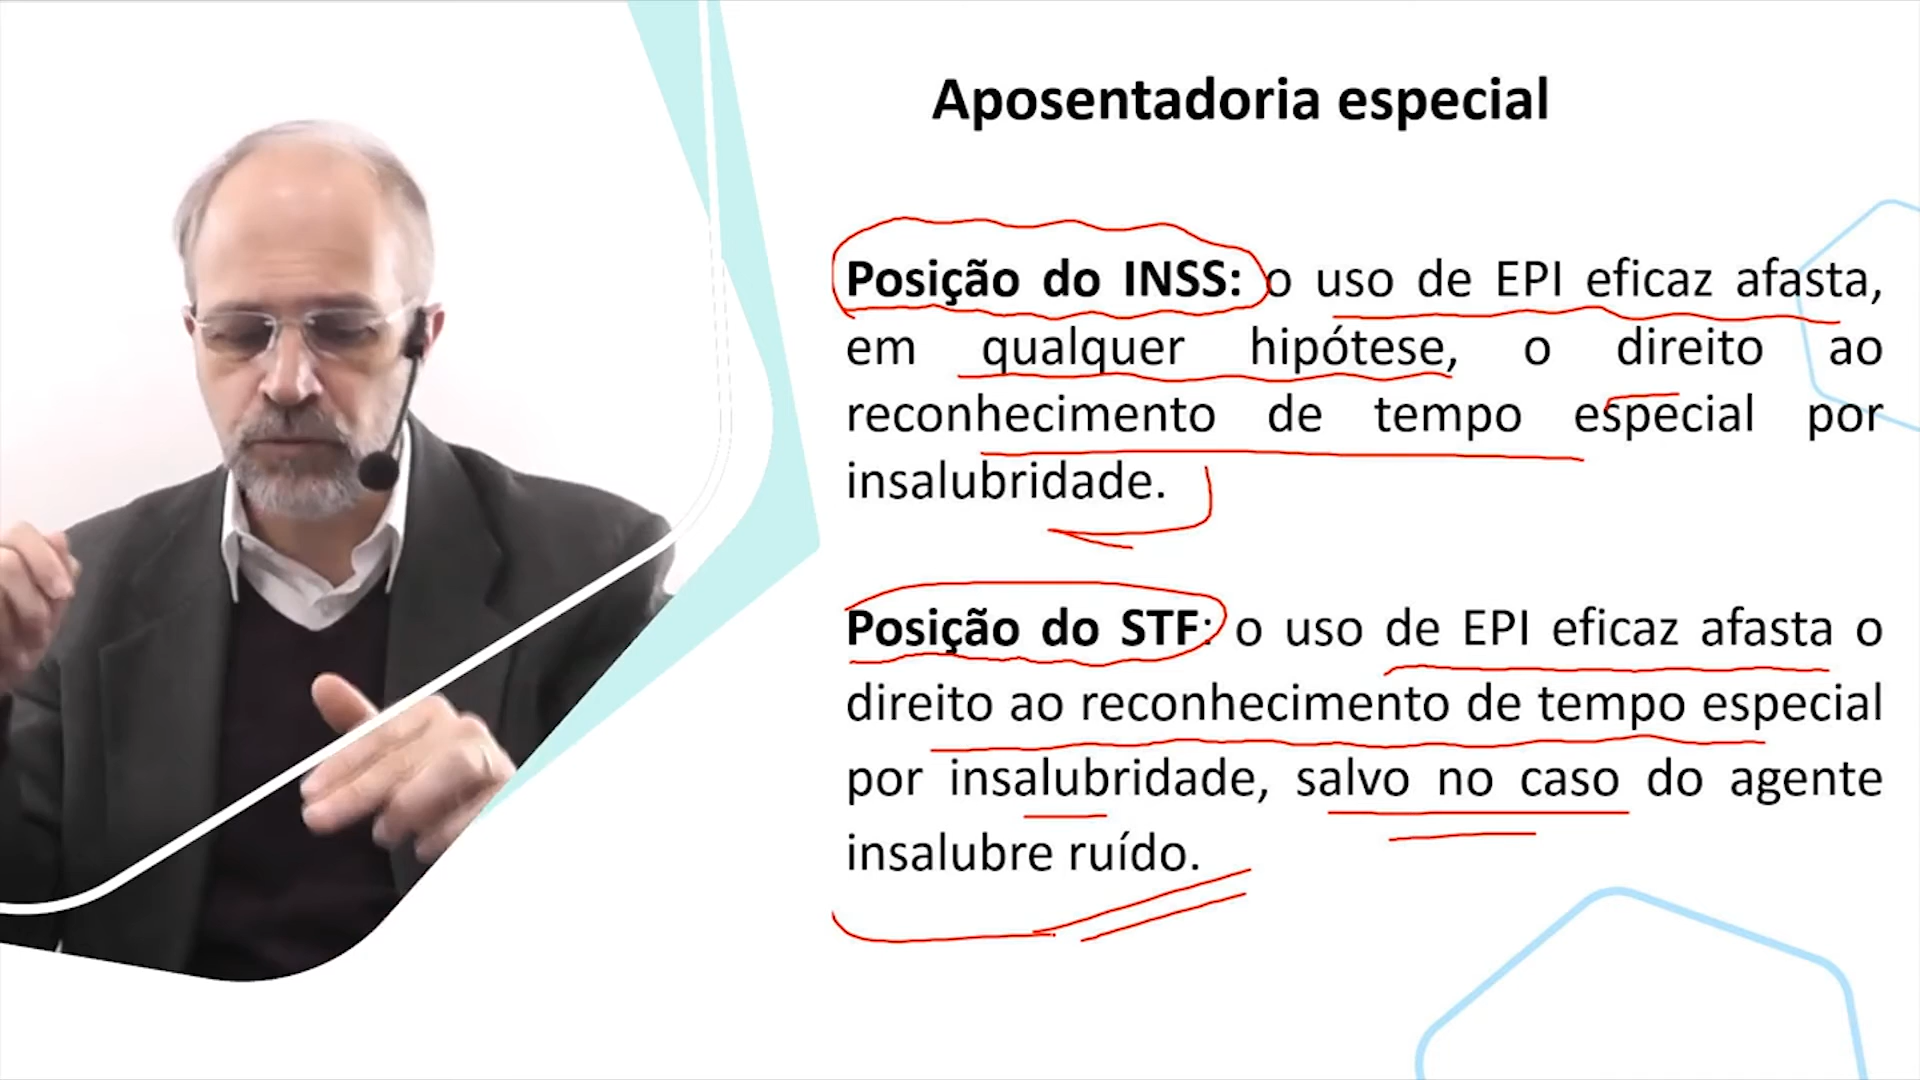 Aposentadoria especial
Posição do INSS: o uso de EPI eficaz afasta,
em qualquer hipótese, o direito ao
reconhecimento de tempo especial por
insalubridade.
Posição do STF: o uso de EPI eficaz afasta o
direito ao reconhecimento de tempo especial
por insalubridade, salvo no caso do agente
insalubre ruído.